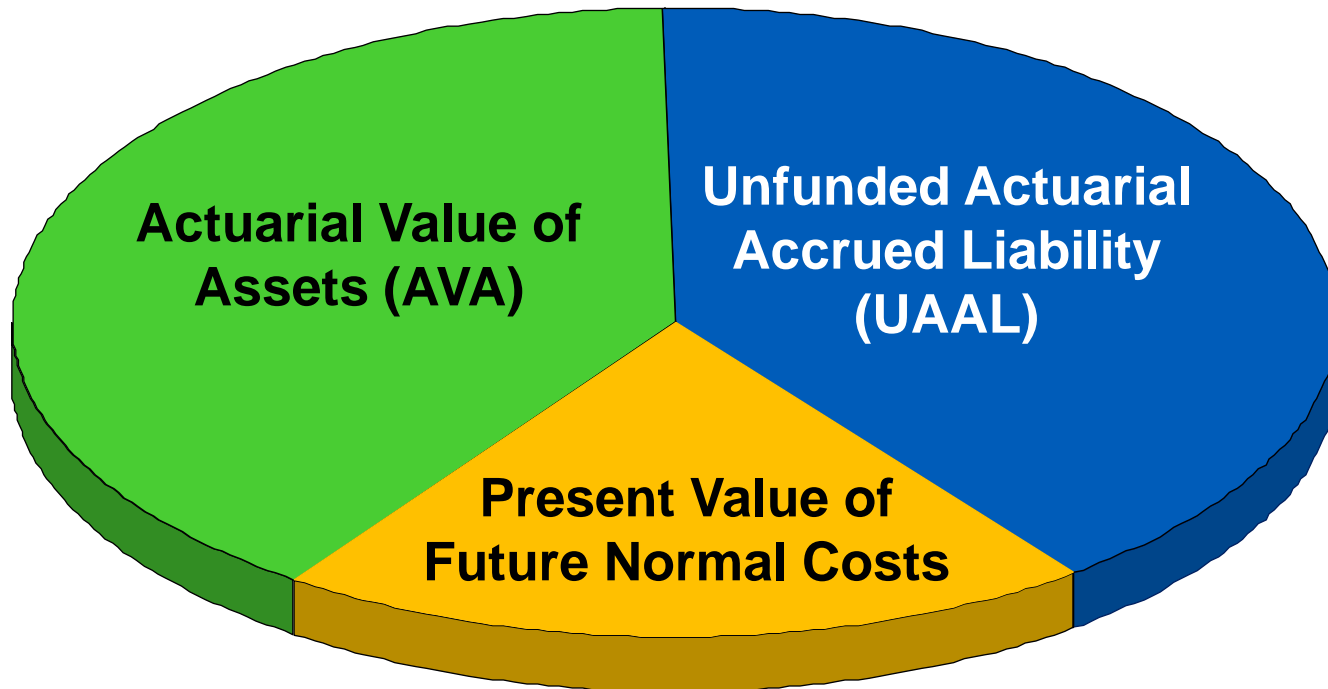 Actuarial Value of
Assets (AVA)
Unfunded Actuarial
Accrued Liability
(UAAL)
Present Value of
Future Normal Costs